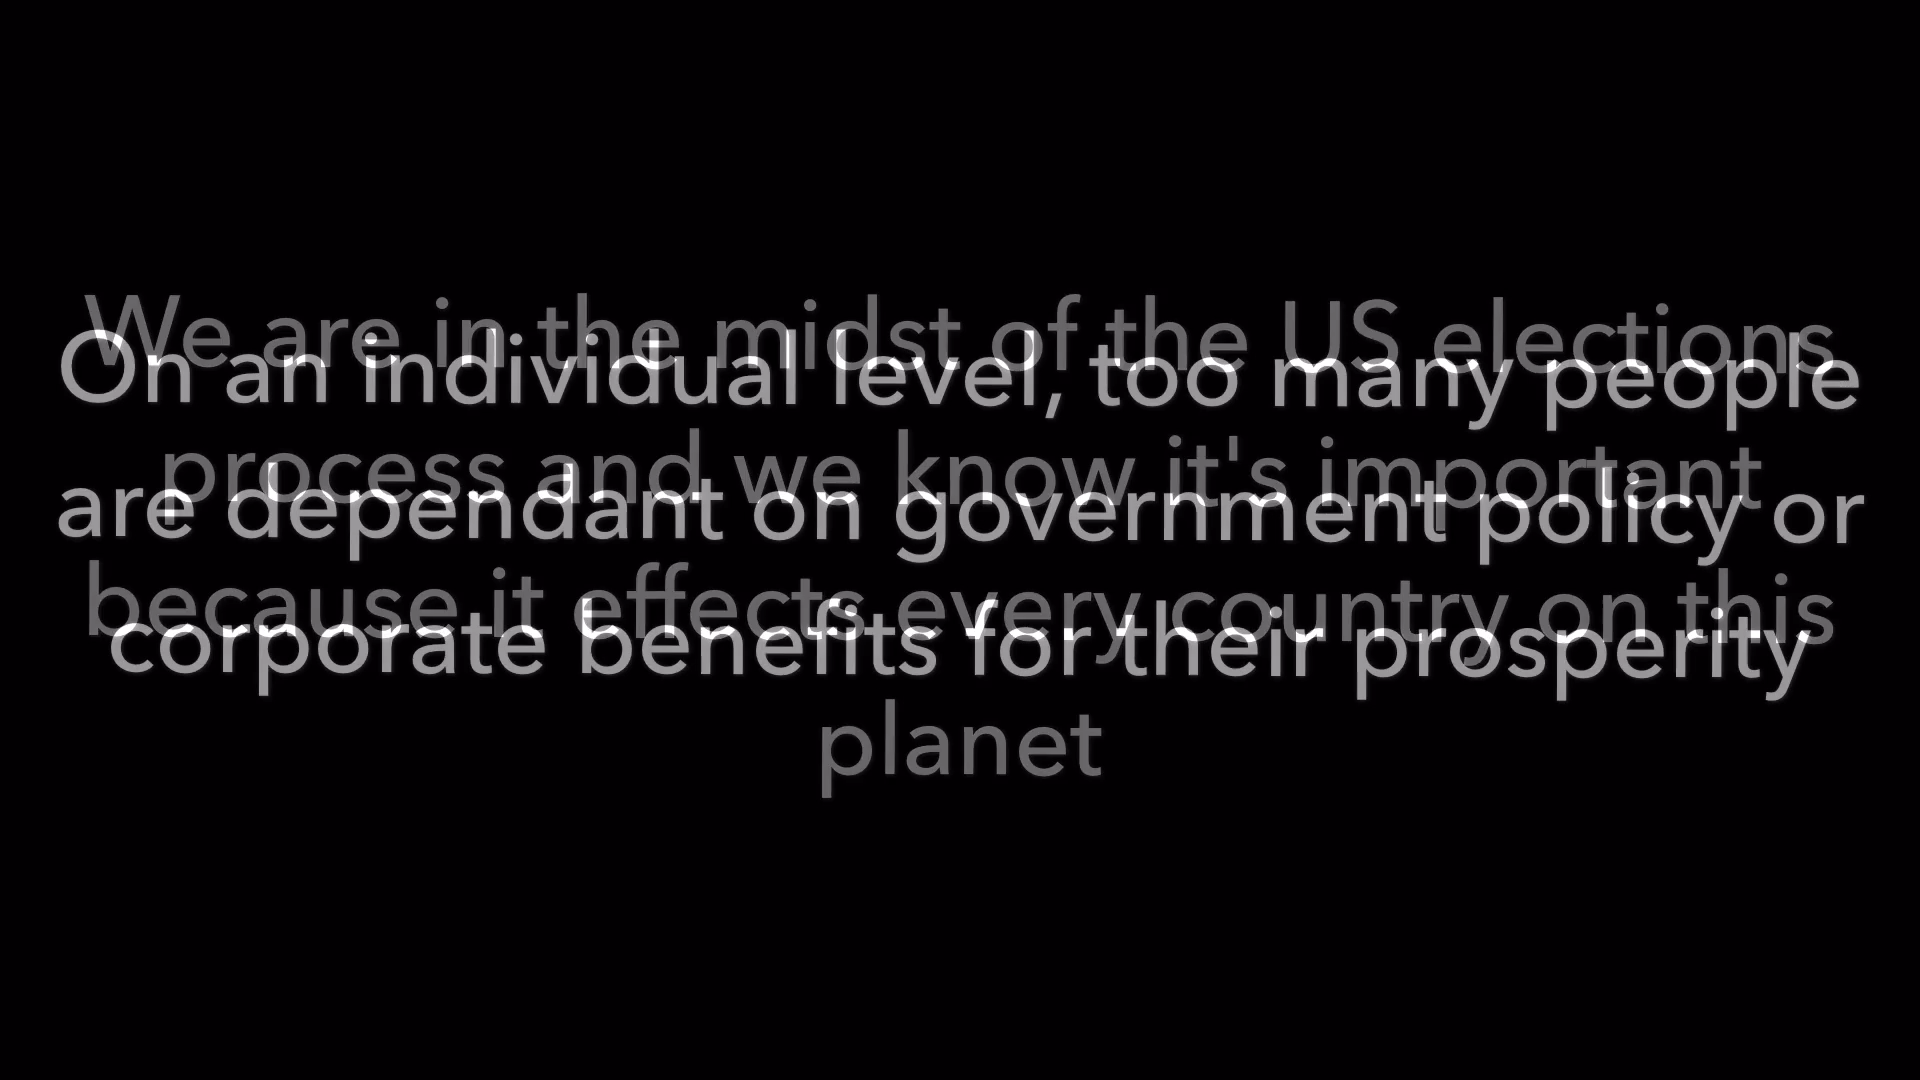 We are in the midst of the US elections
On an individual level, too many people
process and we know it's important
are dependant on government policy or
because it effects every country on this
corporate benefits for their prosperity
planet